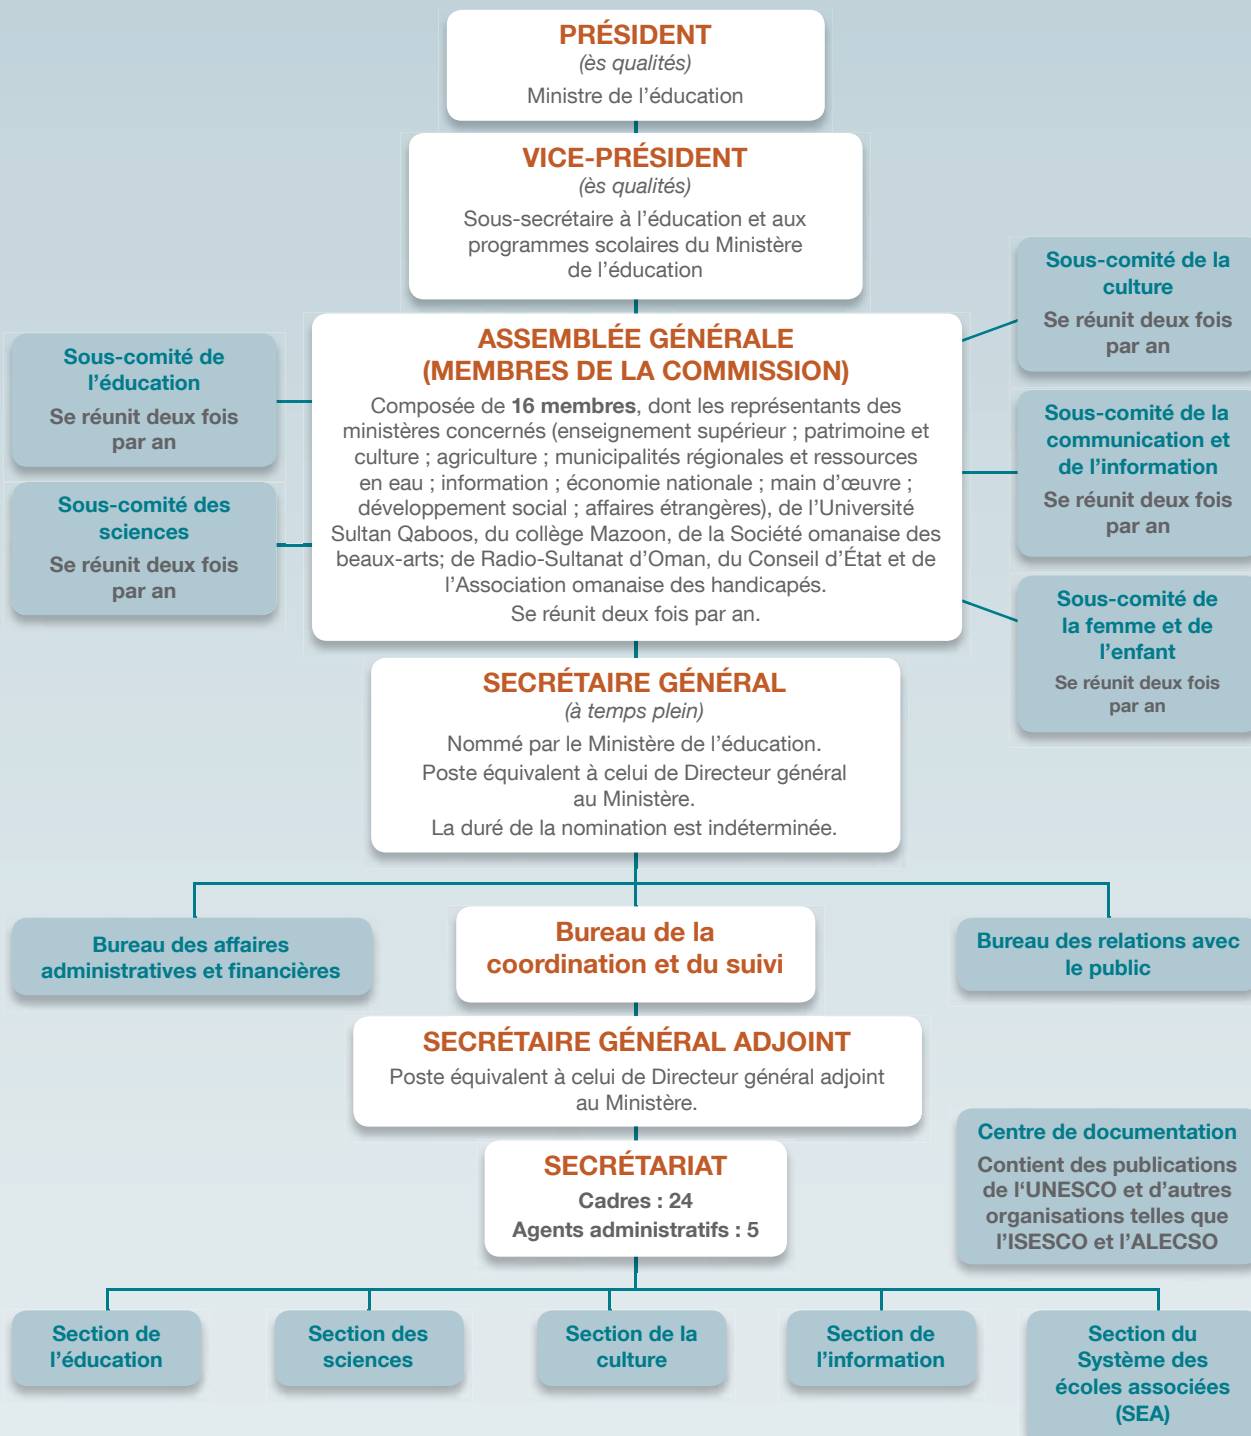 PRÉSIDENT
(ès qualités)
Ministre de l’éducation
VICE-PRÉSIDENT
(ès qualités)
Sous-secrétaire à l’éducation et aux
programmes scolaires du Ministère
de l’éducation
Sous-comité de la
culture
Se réunit deux fois
par an
Sous-comité de
l’éducation
Se réunit deux fois
par an
ASSEMBLÉE GÉNÉRALE
(MEMBRES DE LA COMMISSION)
Composée de 16 membres, dont les représentants des
ministères concernés (enseignement supérieur ; patrimoine et
culture ; agriculture ; municipalités régionales et ressources
en eau ; information ; économie nationale ; main d’œuvre ;
développement social ; affaires étrangères), de l’Université
Sultan Qaboos, du collège Mazoon, de la Société omanaise des
beaux-arts; de Radio-Sultanat d’Oman, du Conseil d’État et de
l’Association omanaise des handicapés.
Se réunit deux fois par an.
Sous-comité de la
communication et
de l’information
Se réunit deux fois
par an
Sous-comité des
sciences
Se réunit deux fois
par an
Sous-comité de
la femme et de
l’enfant
Se réunit deux fois
par an
SECRÉTAIRE GÉNÉRAL
(à temps plein)
Nommé par le Ministère de l’éducation.
Poste équivalent à celui de Directeur général
au Ministère.
La duré de la nomination est indéterminée.
Bureau des affaires
administratives et financières
Bureau de la
coordination et du suivi
Bureau des relations avec
le public
SECRÉTAIRE GÉNÉRAL ADJOINT
Poste équivalent à celui de Directeur général adjoint
au Ministère.
Centre de documentation
Contient des publications
de l‘UNESCO et d’autres
organisations telles que
l’ISESCO et l’ALECSO
SECRÉTARIAT
Cadres : 24
Agents administratifs : 5
Section de
l’éducation
Section des
sciences
Section de la
culture
Section de
l’information
Section du
Système des
écoles associées
(SEA)